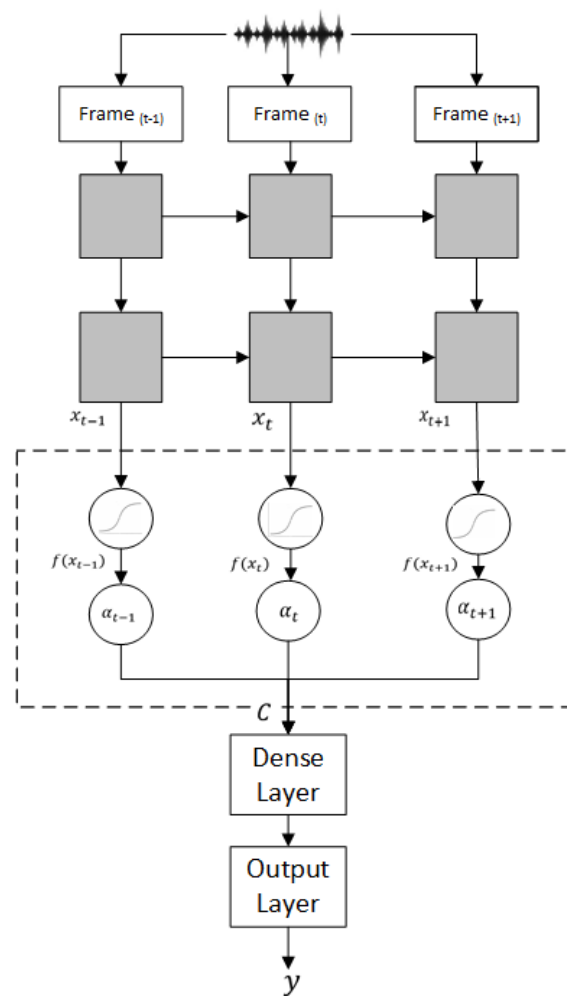 Frame (t-1) Frame (t) Frame (t+1)
x_{t-1} x_t x_{t+1}
f(x_{t-1}) f(x_t) f(x_{t+1})
α_{t-1} α_t α_{t+1}
C
Dense
Layer
Output
Layer
y